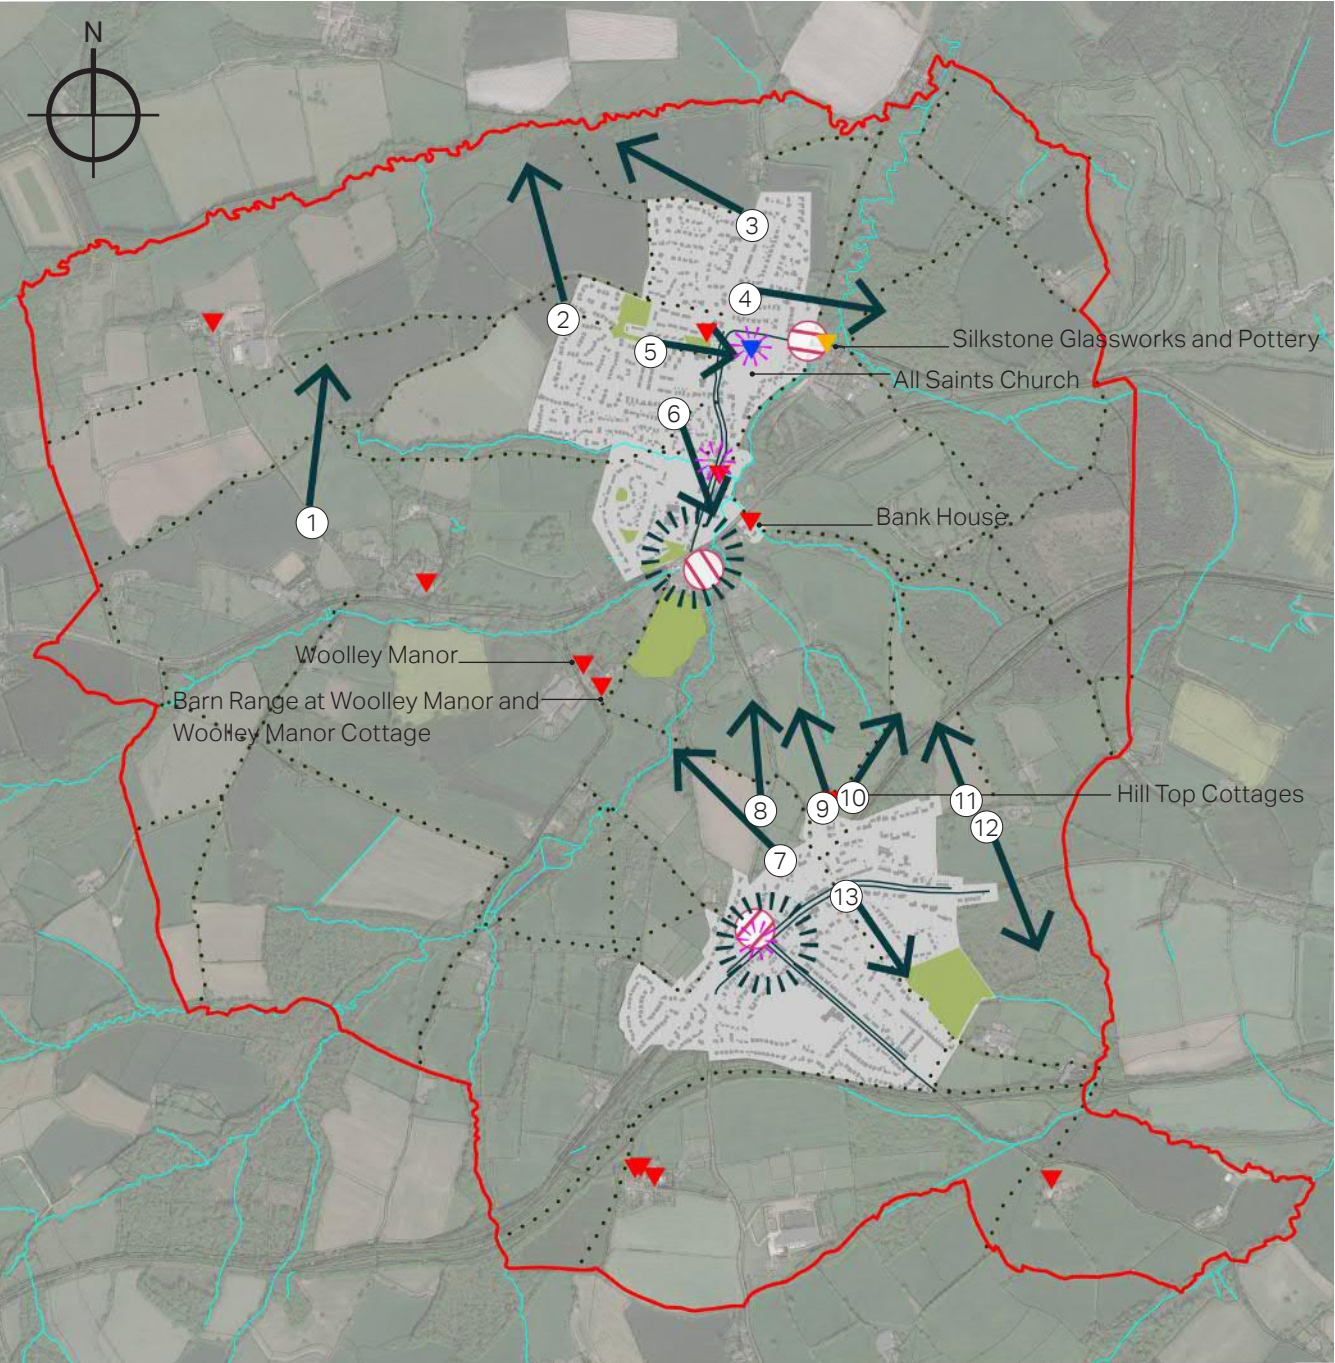 N
3
4
2
Silkstone Glassworks and Pottery
5
All Saints Church
6
1
Bank House
Woolley Manor
Barn Range at Woolley Manor and
Woolley Manor Cottage
10
Hill Top Cottages
11
9
8
12
7
13